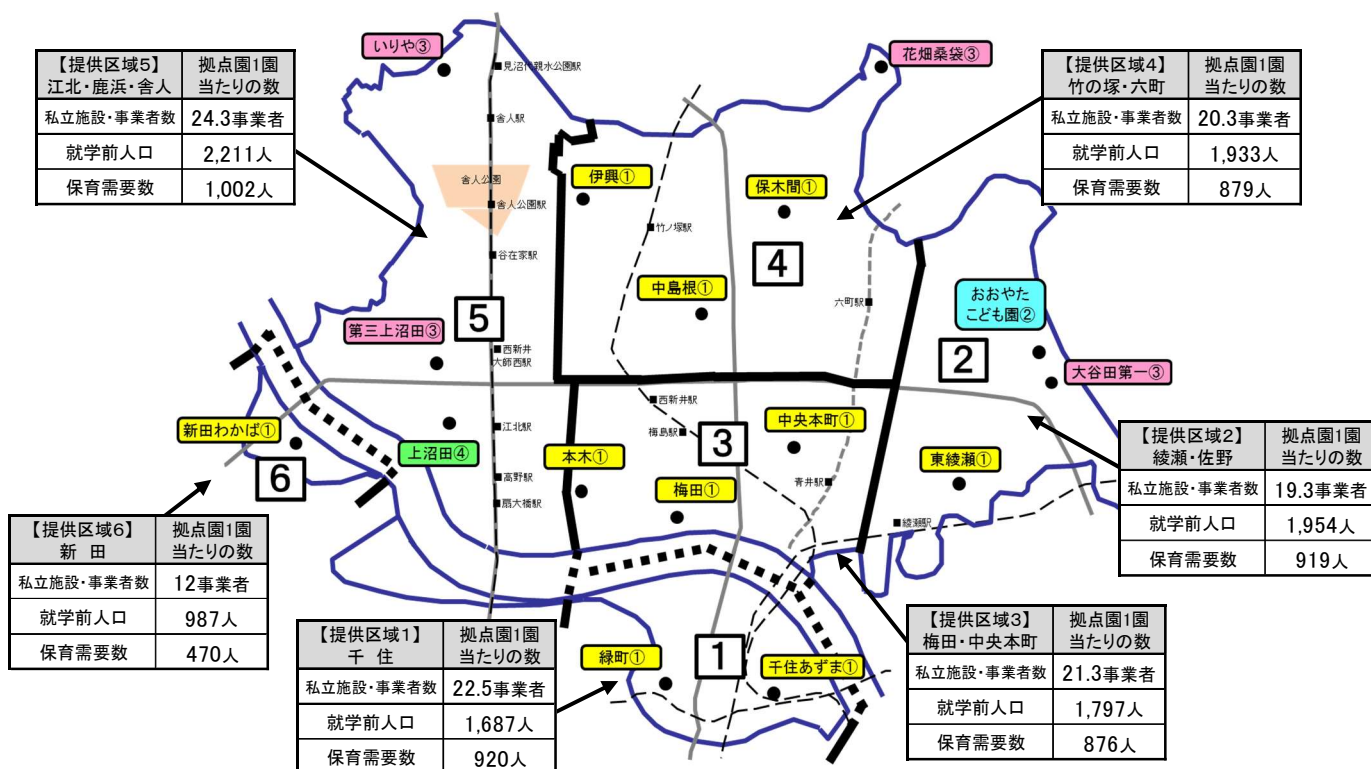 いりや③
花畑桑袋③
【提供区域5】
江北・鹿浜・舎人
拠点園1園
当たりの数
私立施設・事業者数 24.3事業者
就学前人口 2,211人
保育需要数 1,002人
【提供区域4】
竹の塚・六町
拠点園1園
当たりの数
私立施設・事業者数 20.3事業者
就学前人口 1,933人
保育需要数 879人
見沼代親水公園駅
舎人駅
舎人公園
舎人公園駅
谷在家駅
伊興①
保木間①
竹ノ塚駅
4
中島根①
六町駅
おおやた
こども園②
5
第三上沼田③
西新井
大師西駅
2
大谷田第一③
西新井駅
梅島駅
3
中央本町①
新田わかば①
6
上沼田④
江北駅
本木①
高野駅
扇大橋駅
梅田①
青井駅
東綾瀬①
綾瀬駅
【提供区域2】
綾瀬・佐野
拠点園1園
当たりの数
私立施設・事業者数 19.3事業者
就学前人口 1,954人
保育需要数 919人
【提供区域6】
新 田
拠点園1園
当たりの数
私立施設・事業者数 12事業者
就学前人口 987人
保育需要数 470人
【提供区域1】
千 住
拠点園1園
当たりの数
私立施設・事業者数 22.5事業者
就学前人口 1,687人
保育需要数 920人
緑町①
1
千住あずま①
【提供区域3】
梅田・中央本町
拠点園1園
当たりの数
私立施設・事業者数 21.3事業者
就学前人口 1,797人
保育需要数 876人